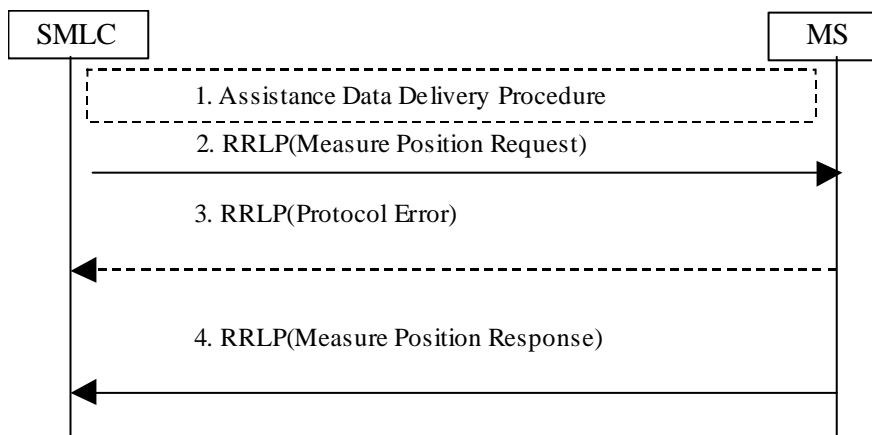 SMLC
MS
1. Assistance Data Delivery Procedure
2. RRLP(Measure Position Request)
3. RRLP(Protocol Error)
4. RRLP(Measure Position Response)